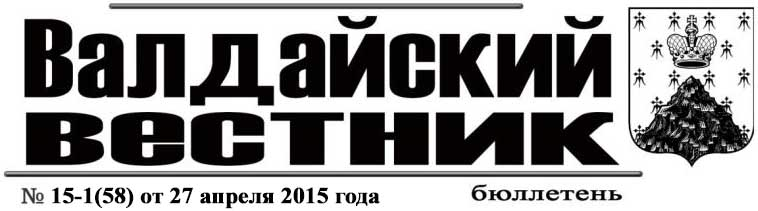 Валдайский
вестник
№ 15-1(58) от 27 апреля 2015 года бюллетень